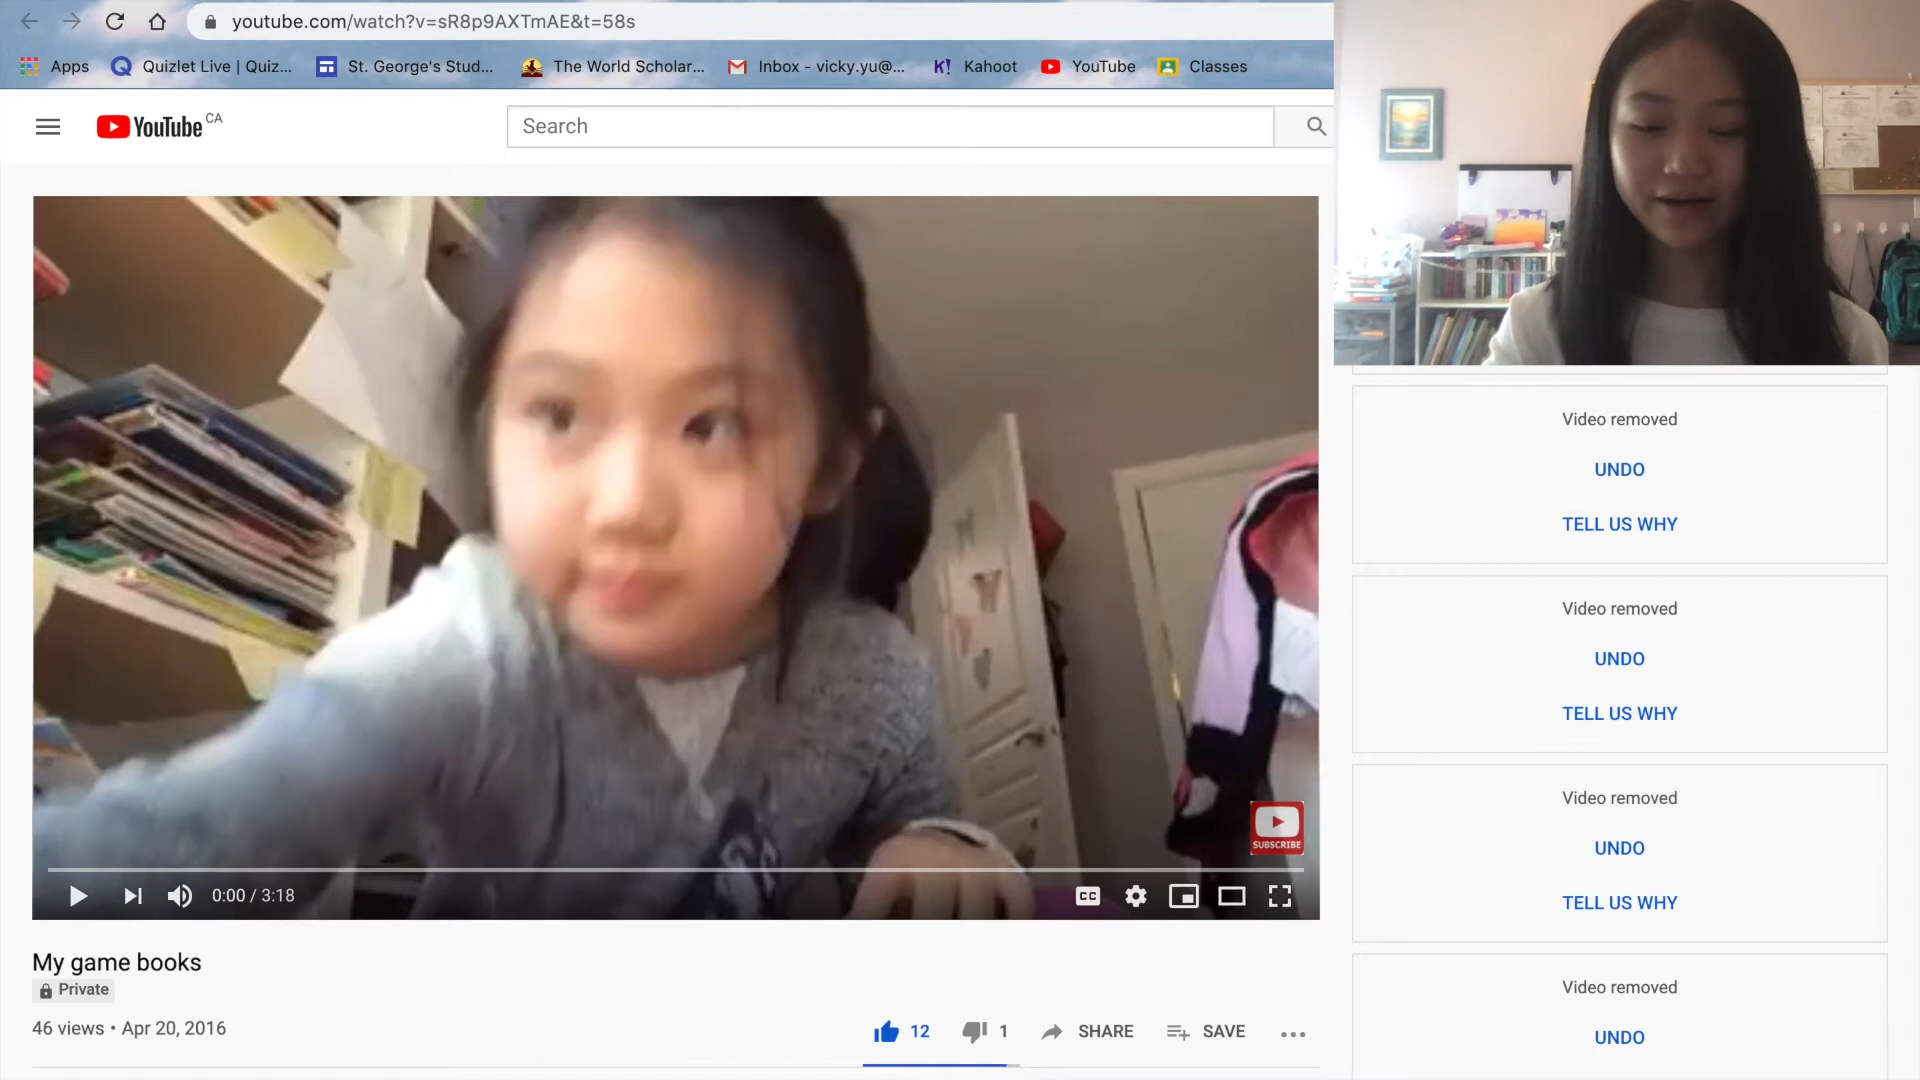 youtube.com/watch?v=sR8p9AXTmAE&t=58s
Apps
Quizlet Live | Quiz...
St. George's Stud...
The World Scholar...
Inbox - vicky.yu@...
K! Kahoot
YouTube
Classes
YouTube CA
Search
SUBSCRIBE
0:00 / 3:18
CC
My game books
Private
46 views • Apr 20, 2016
12
1
SHARE
SAVE
Video removed
UNDO
TELL US WHY
Video removed
UNDO
TELL US WHY
Video removed
UNDO
TELL US WHY
Video removed
UNDO